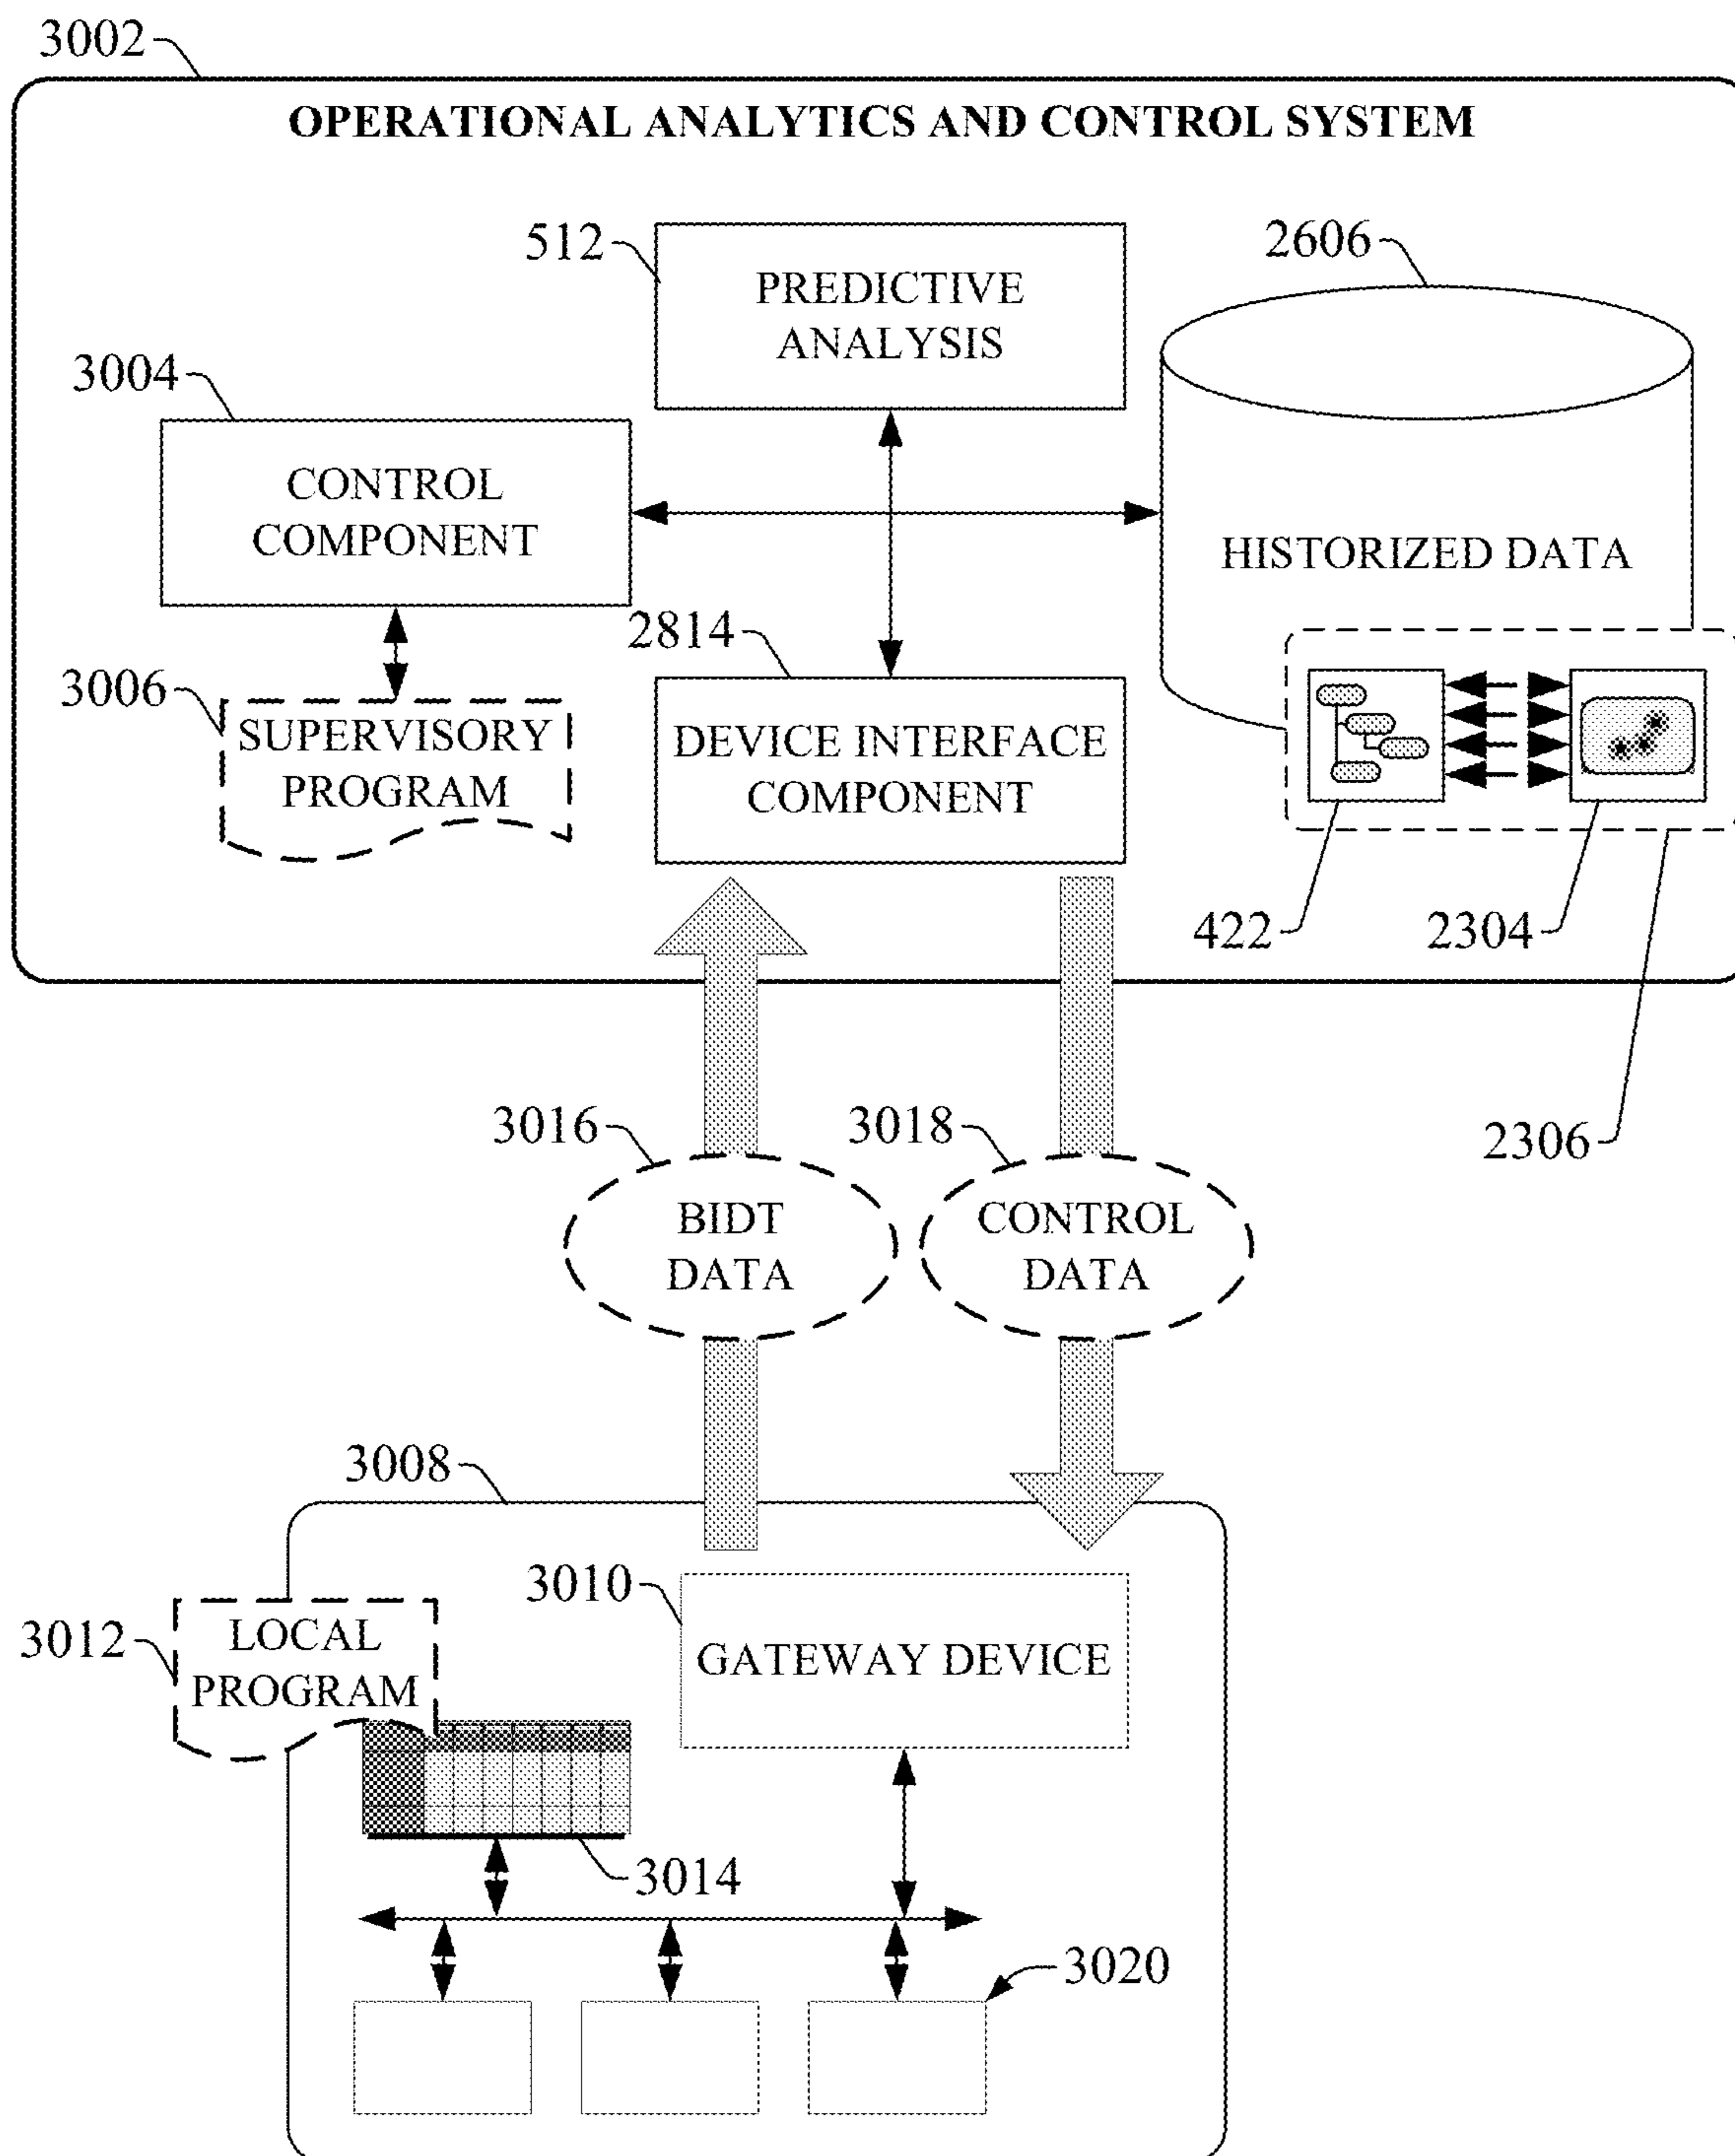 3002
OPERATIONAL ANALYTICS AND CONTROL SYSTEM
512
PREDICTIVE
ANALYSIS
2606
3004
CONTROL
COMPONENT
HISTORIZED DATA
2814
3006
SUPERVISORY
PROGRAM
DEVICE INTERFACE
COMPONENT
422
2304
2306
3016
BIDT
DATA
3018
CONTROL
DATA
3008
3010
GATEWAY DEVICE
3012
LOCAL
PROGRAM
3014
3020